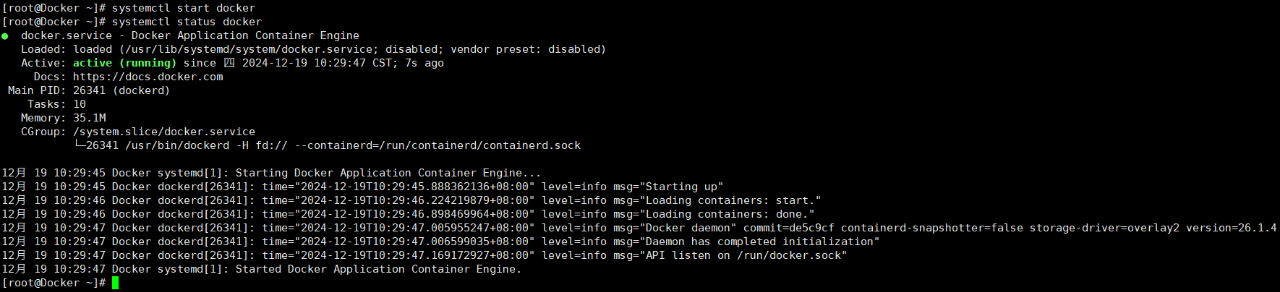 [root@Docker ~]# systemctl start docker
[root@Docker ~]# systemctl status docker
● docker.service - Docker Application Container Engine
Loaded: loaded (/usr/lib/systemd/system/docker.service; disabled; vendor preset: disabled)
Active: active (running) since 四 2024-12-19 10:29:47 CST; 7s ago
Docs: https://docs.docker.com
Main PID: 26341 (dockerd)
Tasks: 10
Memory: 35.1M
CGroup: /system.slice/docker.service
└─26341 /usr/bin/dockerd -H fd:// --containerd=/run/containerd/containerd.sock
12月 19 10:29:45 Docker systemd[1]: Starting Docker Application Container Engine...
12月 19 10:29:45 Docker dockerd[26341]: time="2024-12-19T10:29:45.888362136+08:00" level=info msg="Starting up"
12月 19 10:29:46 Docker dockerd[26341]: time="2024-12-19T10:29:46.224219879+08:00" level=info msg="Loading containers: start."
12月 19 10:29:46 Docker dockerd[26341]: time="2024-12-19T10:29:46.898469964+08:00" level=info msg="Loading containers: done."
12月 19 10:29:47 Docker dockerd[26341]: time="2024-12-19T10:29:47.005955247+08:00" level=info msg="Docker daemon" commit=de5c9cf containerd-snapshotter=false storage-driver=overlay2 version=26.1.4
12月 19 10:29:47 Docker dockerd[26341]: time="2024-12-19T10:29:47.006599035+08:00" level=info msg="Daemon has completed initialization"
12月 19 10:29:47 Docker dockerd[26341]: time="2024-12-19T10:29:47.169172927+08:00" level=info msg="API listen on /run/docker.sock"
12月 19 10:29:47 Docker systemd[1]: Started Docker Application Container Engine.
[root@Docker ~]#